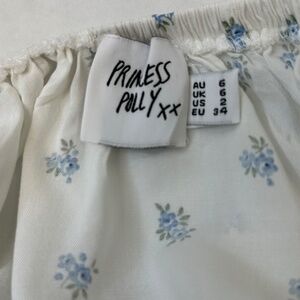 PRINCESS
POLLY xx
AU 6
UK 6
US 2
EU 34